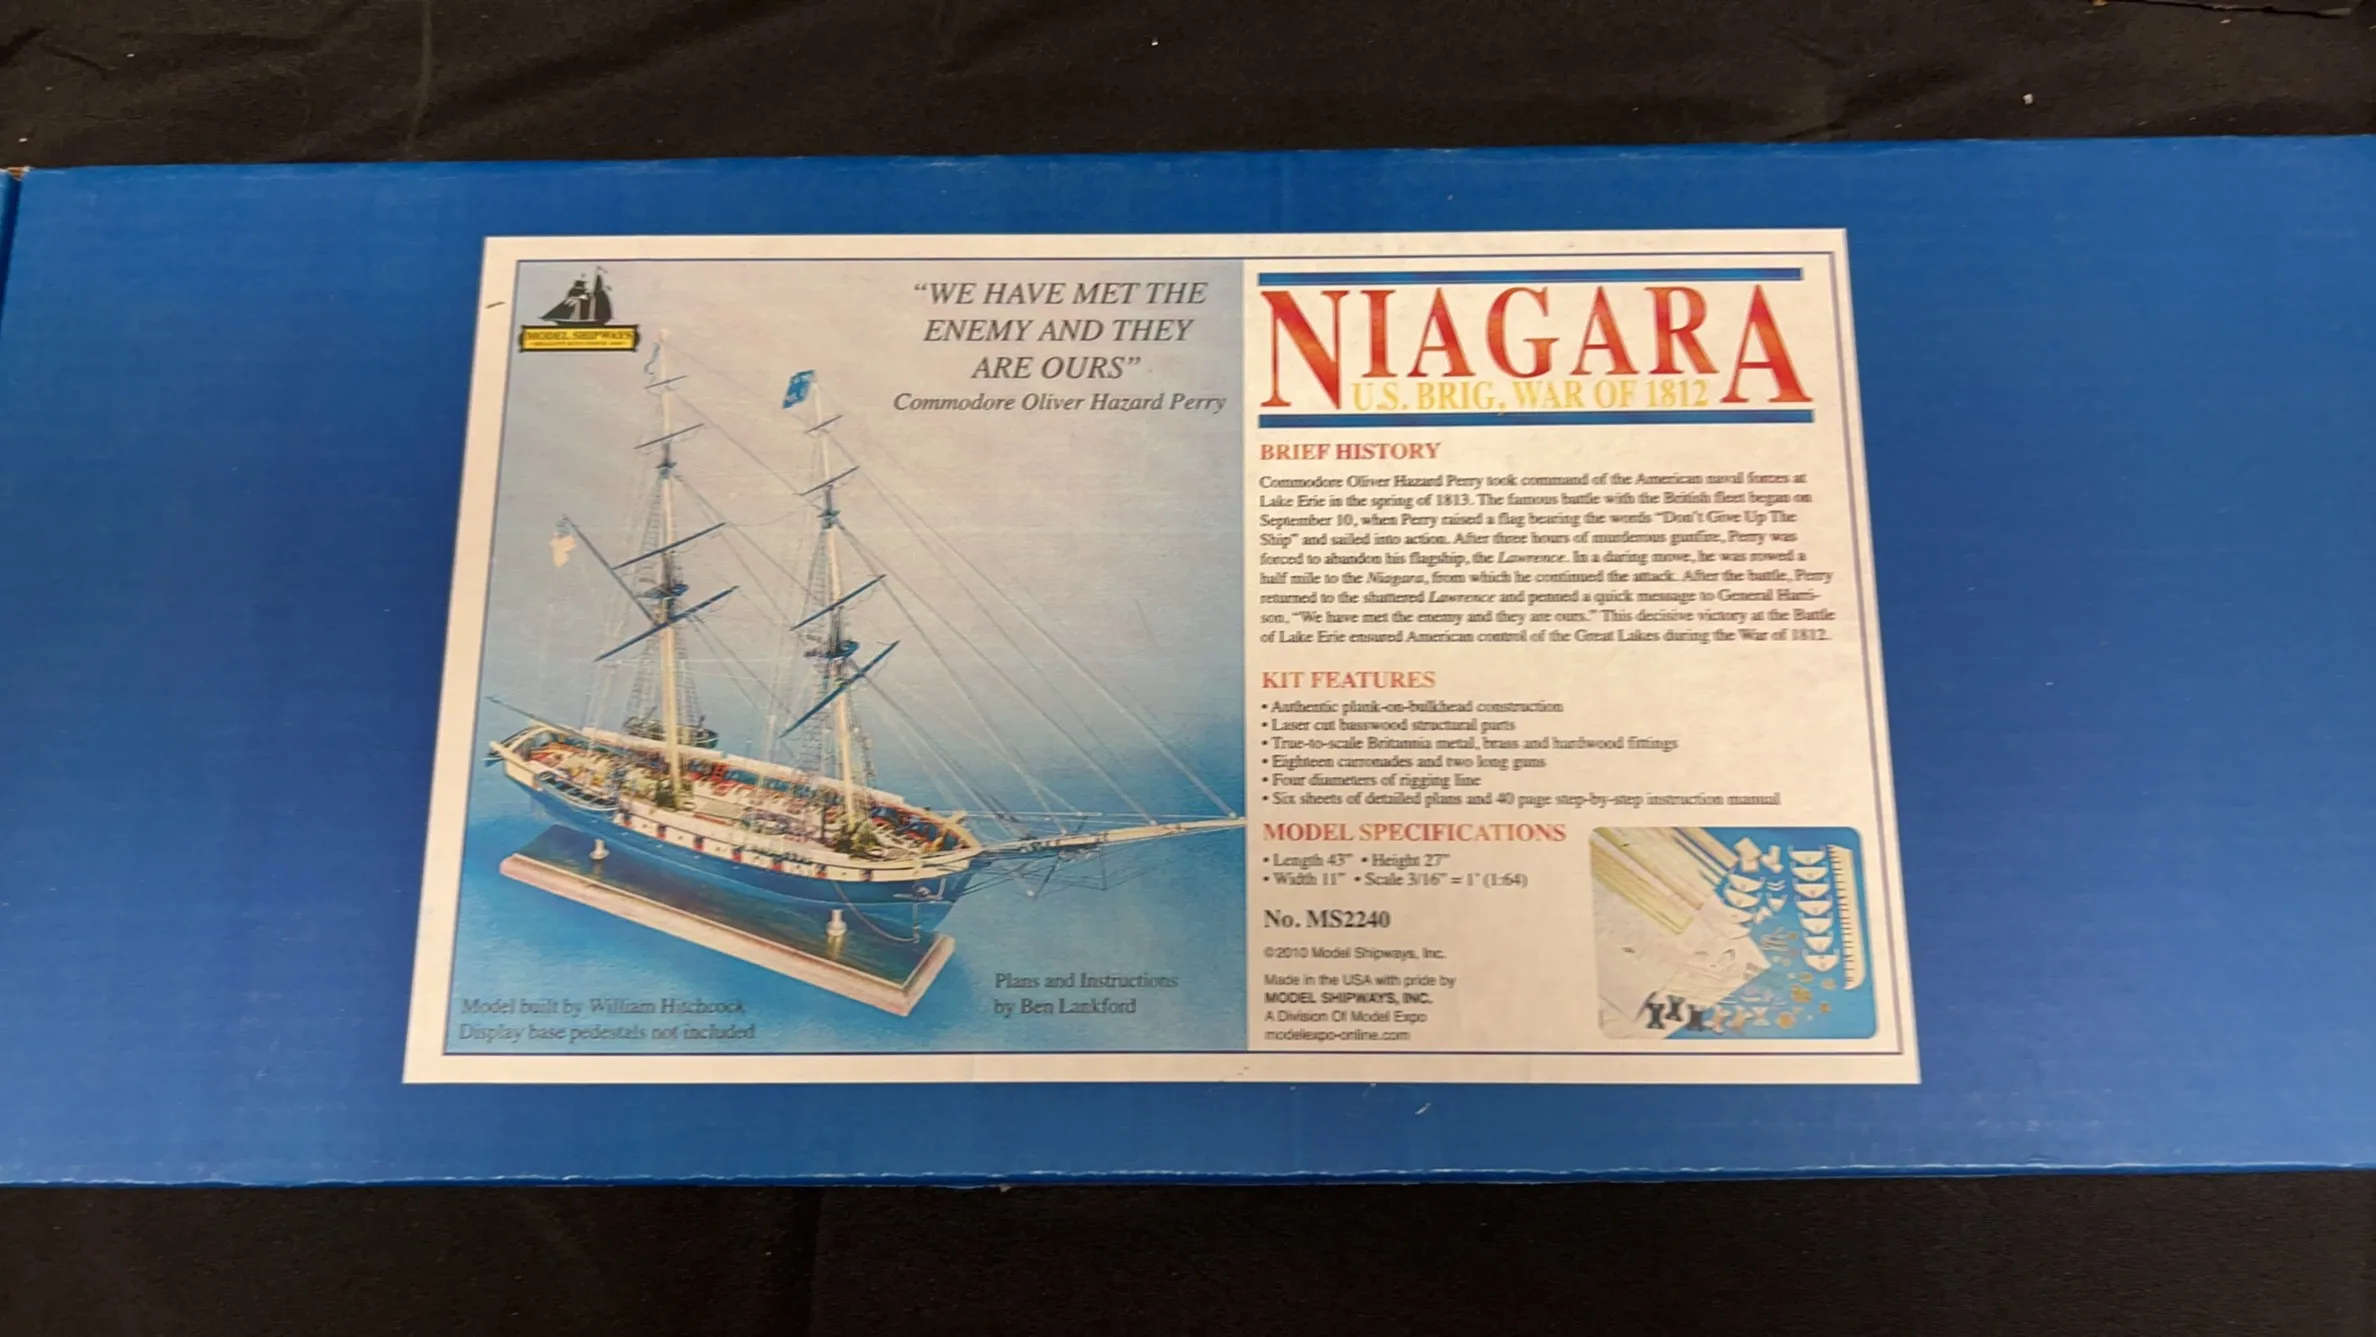 MODEL SHIPWAYS
"WE HAVE MET THE
ENEMY AND THEY
ARE OURS"
Commodore Oliver Hazard Perry
Model built by William Hitchcock
Display base pedestals not included
Plans and Instructions
by Ben Lankford
NIAGARA
U.S. BRIG, WAR OF 1812
BRIEF HISTORY
Commodore Oliver Hazard Perry took command of the American naval forces at
Lake Erie in the spring of 1813. The famous battle with the British fleet began on
September 10, when Perry raised a flag bearing the words "Don't Give Up The
Ship" and sailed into action. After three hours of murderous gunfire, Perry was
forced to abandon his flagship, the Lawrence. In a daring move, he was rowed a
half mile to the Niagara, from which he continued the attack. After the battle, Perry
returned to the shattered Lawrence and penned a quick message to General Harri-
son, "We have met the enemy and they are ours." This decisive victory at the Battle
of Lake Erie ensured American control of the Great Lakes during the War of 1812.
KIT FEATURES
• Authentic plank-on-bulkhead construction
• Laser cut basswood structural parts
• True-to-scale Britannia metal, brass and hardwood fittings
• Eighteen carronades and two long guns
• Four diameters of rigging line
• Six sheets of detailed plans and 40 page step-by-step instruction manual
MODEL SPECIFICATIONS
• Length 43" • Height 27"
• Width 11" • Scale 3/16" = 1' (1:64)
No. MS2240
©2010 Model Shipways, Inc.
Made in the USA with pride by
MODEL SHIPWAYS, INC.
A Division Of Model Expo
modelexpo-online.com